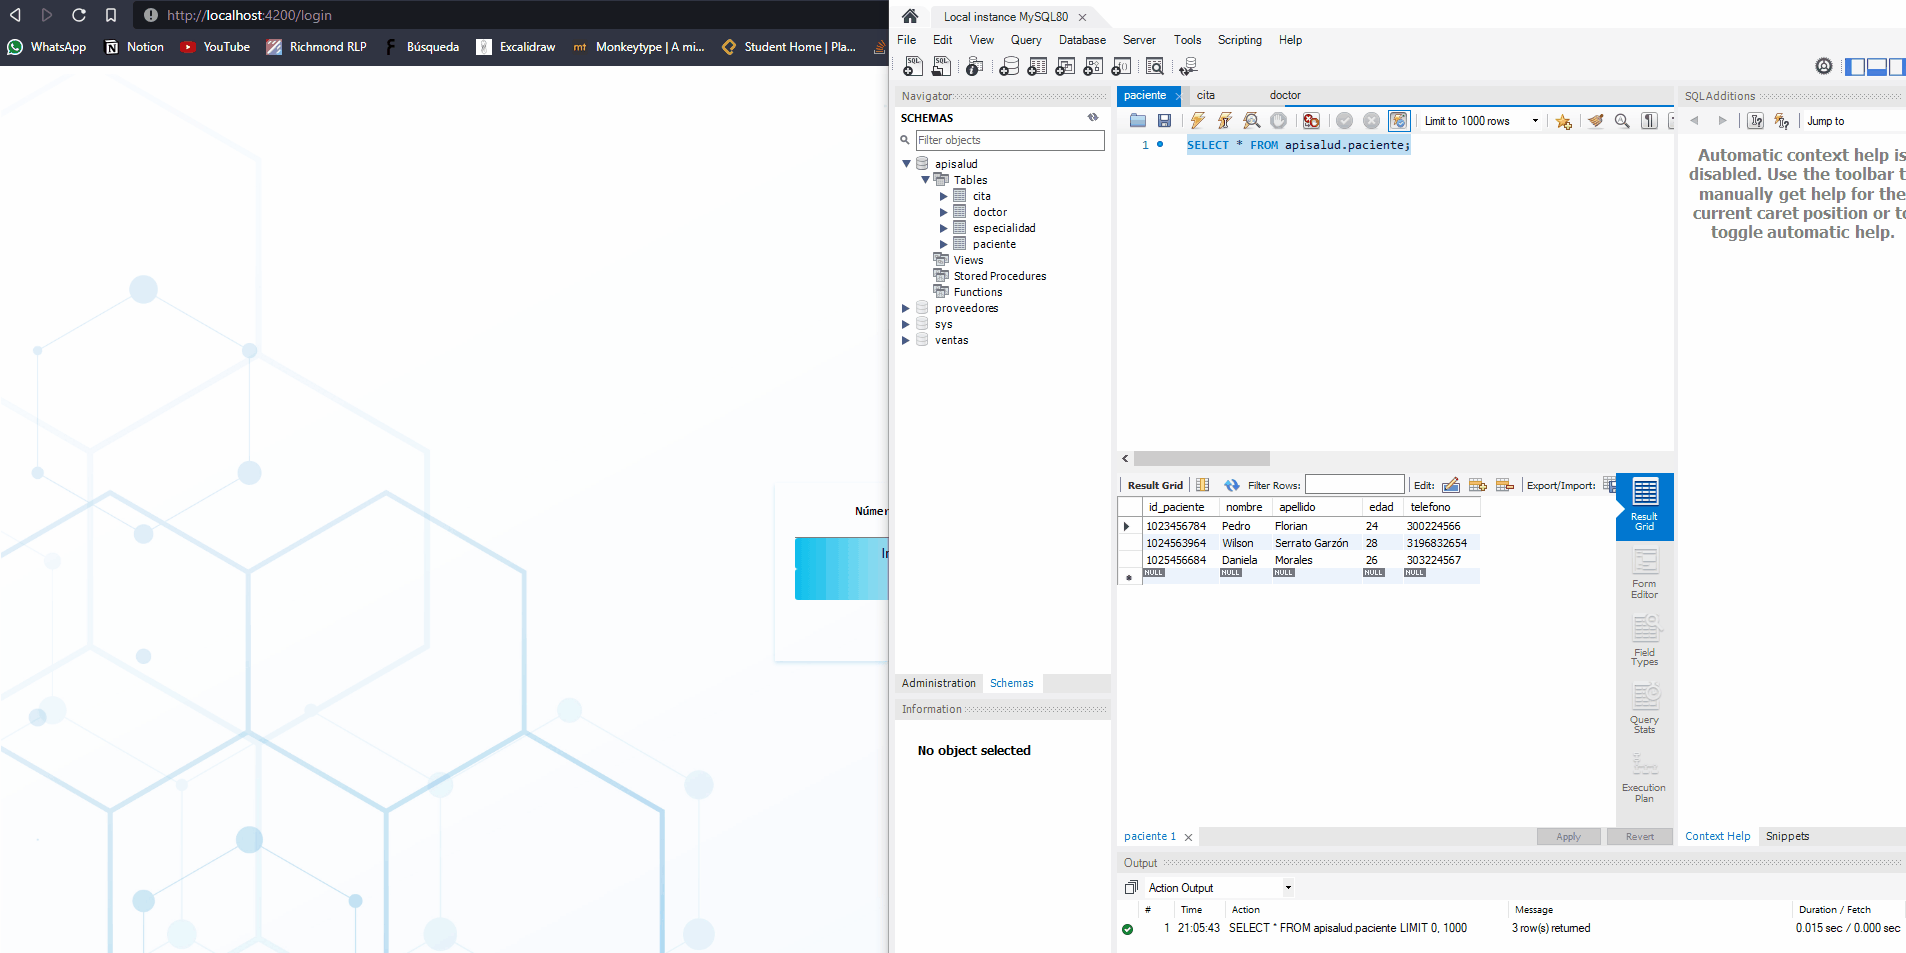 http://localhost:4200/login
WhatsApp
Notion
YouTube
Richmond RLP
Búsqueda
Excalidraw
mt
Monkeytype | A mi...
Student Home | Pla...
Númer
Local instance MySQL80
File Edit View Query Database Server Tools Scripting Help
Navigator
SCHEMAS
Filter objects
apisalud
Tables
cita
doctor
especialidad
paciente
Views
Stored Procedures
Functions
proveedores
sys
ventas
Administration Schemas
Information
No object selected
paciente cita doctor
Limit to 1000 rows
1 SELECT * FROM apisalud.paciente;
Result Grid Filter Rows: Edit: Export/Import:
id_paciente nombre apellido edad telefono
1023456784 Pedro Florian 24 300224566
1024563964 Wilson Serrato Garzón 28 3196832654
1025456684 Daniela Morales 26 303224567
NULL NULL NULL NULL NULL
Result
Grid
Form
Editor
Field
Types
Query
Stats
Execution
Plan
paciente 1
Apply Revert
SQLAdditions
Jump to
Automatic context help is
disabled. Use the toolbar t
manually get help for the
current caret position or to
toggle automatic help.
Context Help Snippets
Output
Action Output
# Time Action Message Duration / Fetch
1 21:05:43 SELECT * FROM apisalud.paciente LIMIT 0, 1000 3 row(s) returned 0.015 sec / 0.000 sec